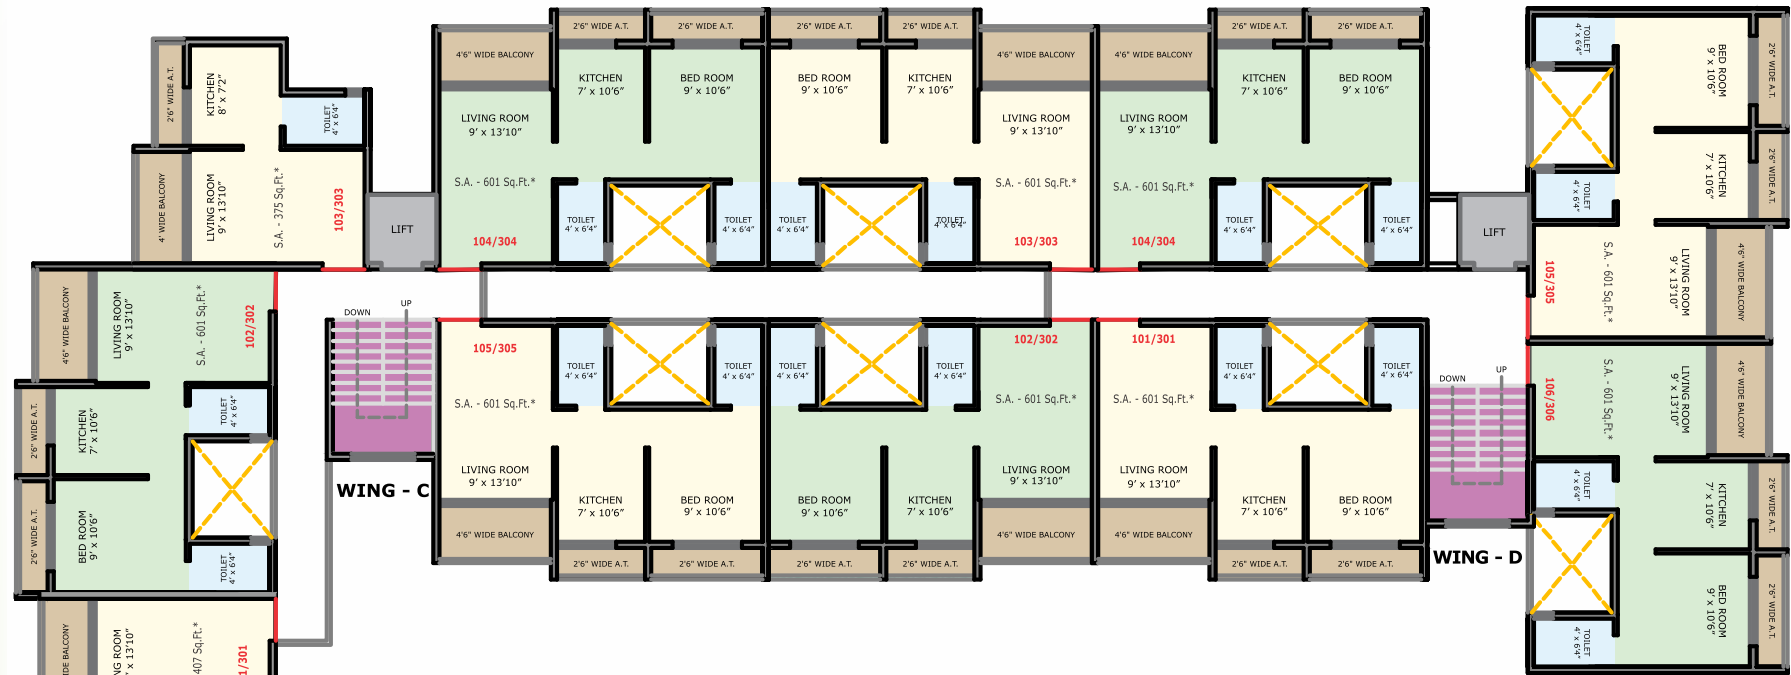 2'6" WIDE A.T.
KITCHEN
8' x 7'2"
TOILET
4' x 6'4"
4' WIDE BALCONY
LIVING ROOM
9' x 13'10"
S.A. - 375 Sq.Ft.*
103/303
LIFT
4'6" WIDE BALCONY
LIVING ROOM
9' x 13'10"
S.A. - 601 Sq.Ft.*
102/302
2'6" WIDE A.T.
KITCHEN
7' x 10'6"
TOILET
4' x 6'4"
2'6" WIDE A.T.
BED ROOM
9' x 10'6"
TOILET
4' x 6'4"
DE BALCONY
NG ROOM
' x 13'10"
407 Sq.Ft.*
1/301
DOWN
UP
WING - C
4'6" WIDE BALCONY
2'6" WIDE A.T.
2'6" WIDE A.T.
KITCHEN
7' x 10'6"
BED ROOM
9' x 10'6"
LIVING ROOM
9' x 13'10"
S.A. - 601 Sq.Ft.*
TOILET
4' x 6'4"
TOILET
4' x 6'4"
104/304
2'6" WIDE A.T.
2'6" WIDE A.T.
4'6" WIDE BALCONY
BED ROOM
9' x 10'6"
KITCHEN
7' x 10'6"
LIVING ROOM
9' x 13'10"
S.A. - 601 Sq.Ft.*
TOILET
4' x 6'4"
TOILET
4' x 6'4"
103/303
4'6" WIDE BALCONY
2'6" WIDE A.T.
2'6" WIDE A.T.
KITCHEN
7' x 10'6"
BED ROOM
9' x 10'6"
LIVING ROOM
9' x 13'10"
S.A. - 601 Sq.Ft.*
TOILET
4' x 6'4"
TOILET
4' x 6'4"
104/304
105/305
TOILET
4' x 6'4"
TOILET
4' x 6'4"
S.A. - 601 Sq.Ft.*
LIVING ROOM
9' x 13'10"
KITCHEN
7' x 10'6"
BED ROOM
9' x 10'6"
4'6" WIDE BALCONY
2'6" WIDE A.T.
2'6" WIDE A.T.
102/302
TOILET
4' x 6'4"
TOILET
4' x 6'4"
S.A. - 601 Sq.Ft.*
LIVING ROOM
9' x 13'10"
BED ROOM
9' x 10'6"
KITCHEN
7' x 10'6"
2'6" WIDE A.T.
2'6" WIDE A.T.
4'6" WIDE BALCONY
101/301
TOILET
4' x 6'4"
TOILET
4' x 6'4"
S.A. - 601 Sq.Ft.*
LIVING ROOM
9' x 13'10"
KITCHEN
7' x 10'6"
BED ROOM
9' x 10'6"
4'6" WIDE BALCONY
2'6" WIDE A.T.
2'6" WIDE A.T.
LIFT
DOWN
UP
WING - D
TOILET
4' x 6'4"
BED ROOM
9' x 10'6"
2'6" WIDE A.T.
TOILET
4' x 6'4"
KITCHEN
7' x 10'6"
2'6" WIDE A.T.
105/305
S.A. - 601 Sq.Ft.*
LIVING ROOM
9' x 13'10"
4'6" WIDE BALCONY
106/306
S.A. - 601 Sq.Ft.*
LIVING ROOM
9' x 13'10"
4'6" WIDE BALCONY
TOILET
4' x 6'4"
KITCHEN
7' x 10'6"
2'6" WIDE A.T.
TOILET
4' x 6'4"
BED ROOM
9' x 10'6"
2'6" WIDE A.T.